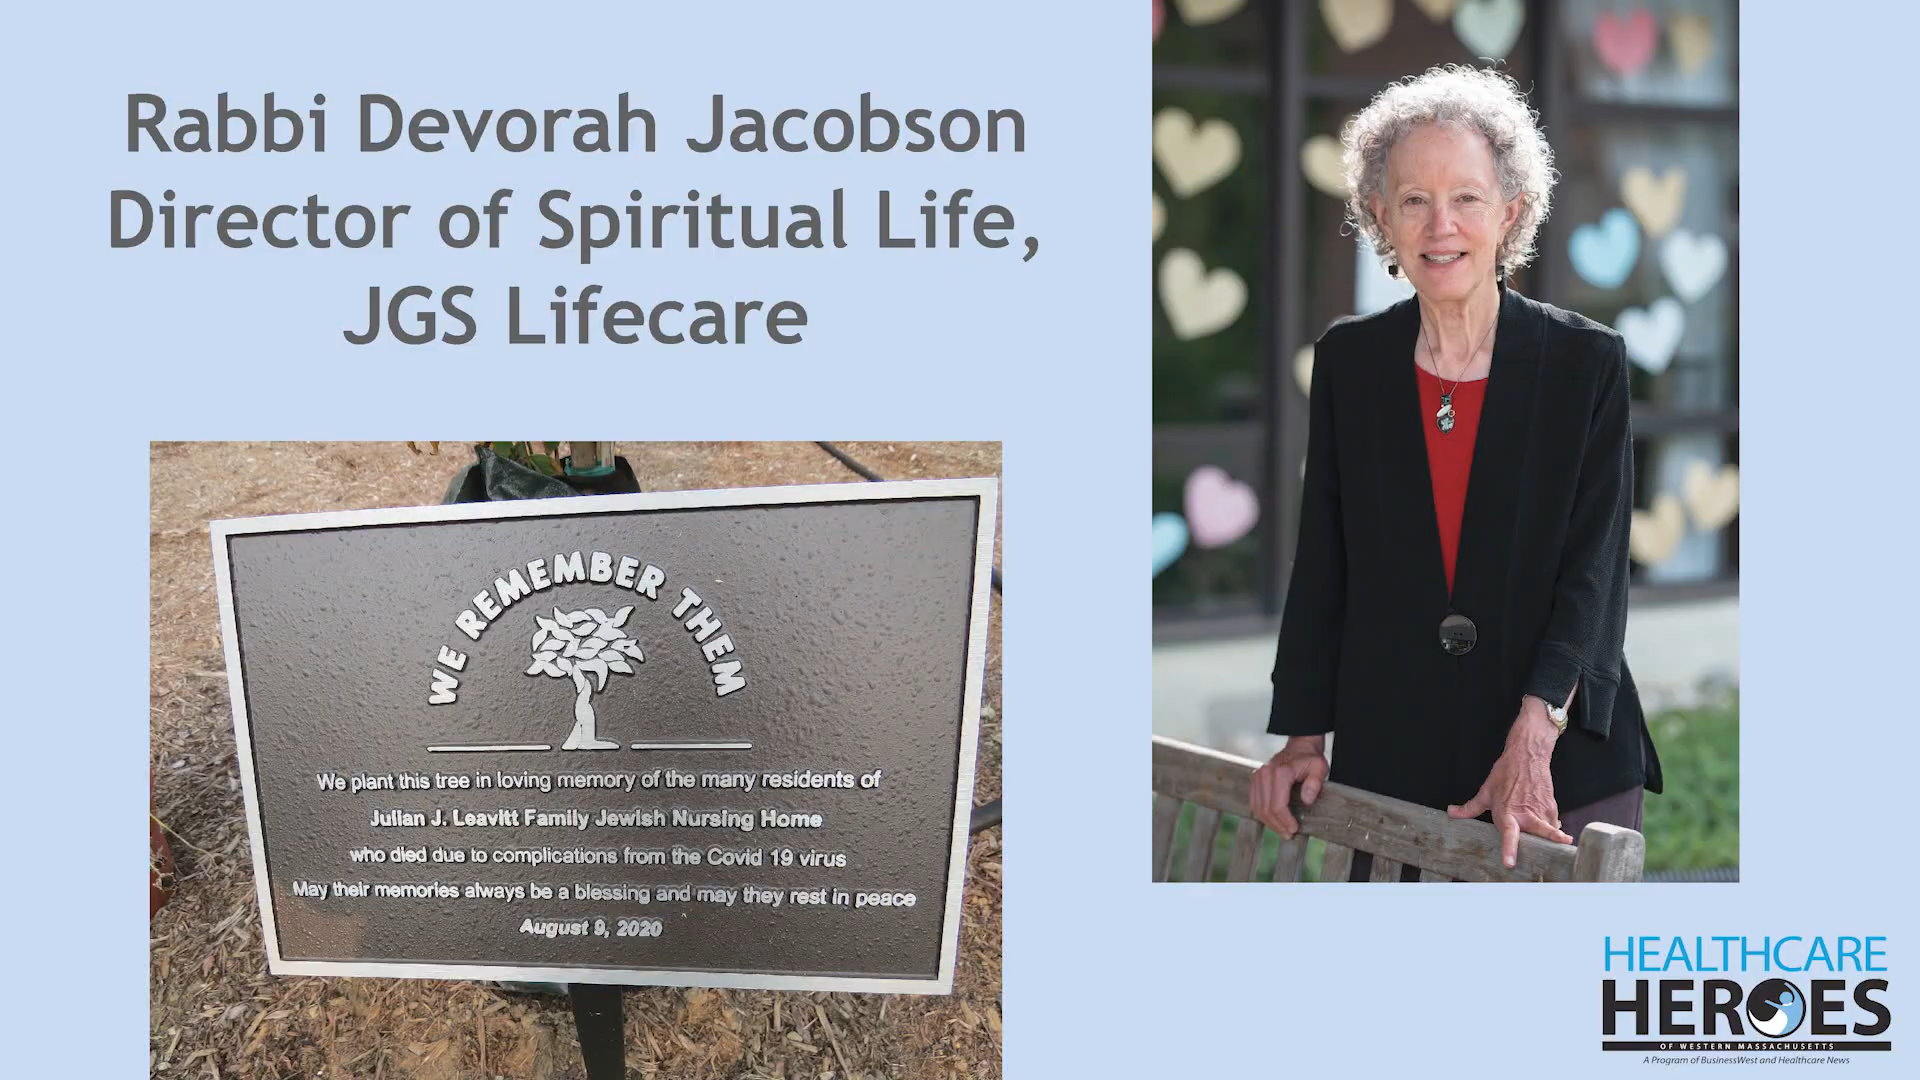 Rabbi Devorah Jacobson
Director of Spiritual Life,
JGS Lifecare
WE REMEMBER THEM
We plant this tree in loving memory of the many residents of
Julian J. Leavitt Family Jewish Nursing Home
who died due to complications from the Covid 19 virus
May their memories always be a blessing and may they rest in peace
August 9, 2020
HEALTHCARE
HEROES
OF WESTERN MASSACHUSETTS
A Program of BusinessWest and Healthcare News